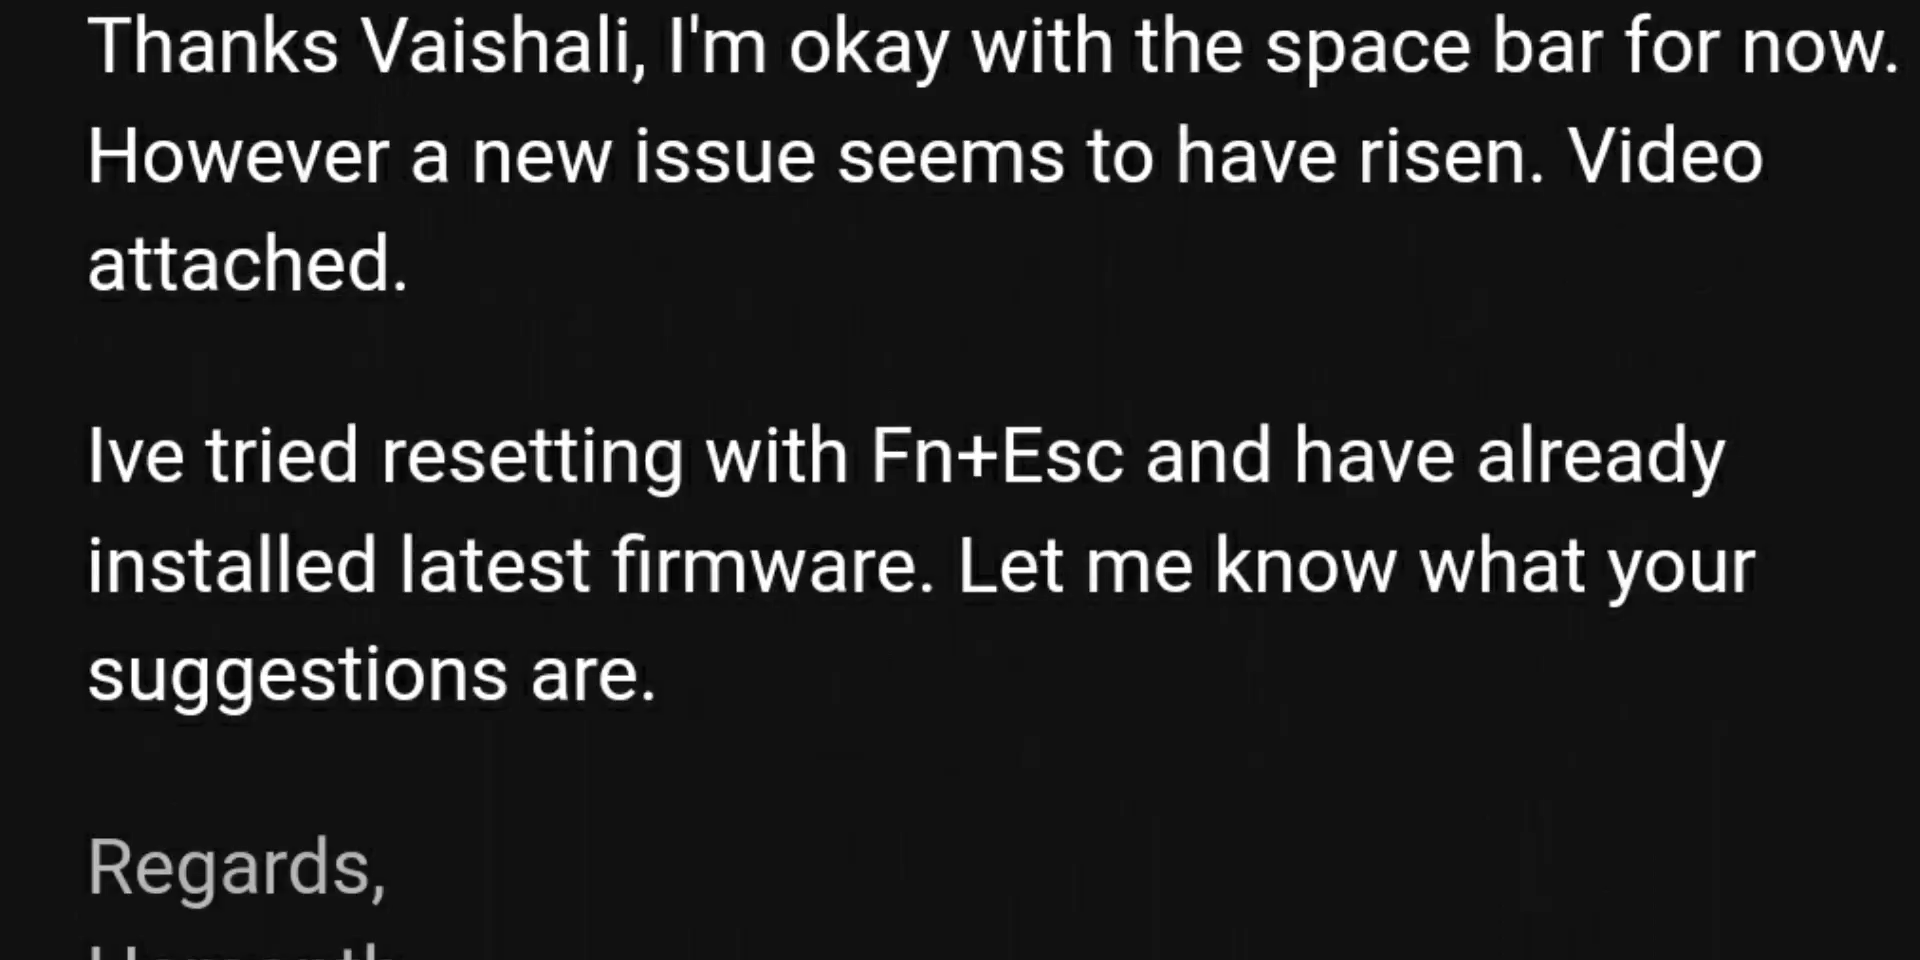 Thanks Vaishali, I'm okay with the space bar for now.
However a new issue seems to have risen. Video
attached.
Ive tried resetting with Fn+Esc and have already
installed latest firmware. Let me know what your
suggestions are.
Regards,